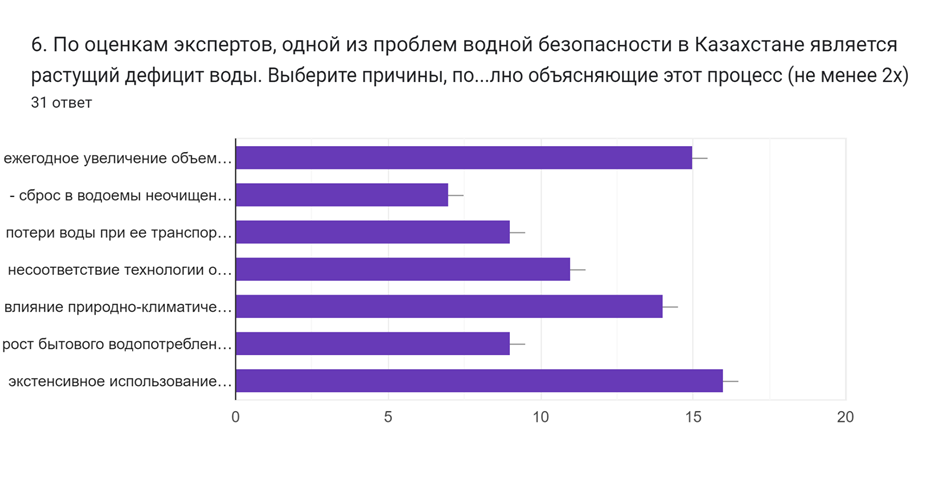 6. По оценкам экспертов, одной из проблем водной безопасности в Казахстане является
растущий дефицит воды. Выберите причины, по...лно объясняющие этот процесс (не менее 2х)
31 ответ
ежегодное увеличение объем…
- сброс в водоемы неочищен…
потери воды при ее транспор…
несоответствие технологии о…
влияние природно-климатиче…
рост бытового водопотреблен…
экстенсивное использование…
0 5 10 15 20